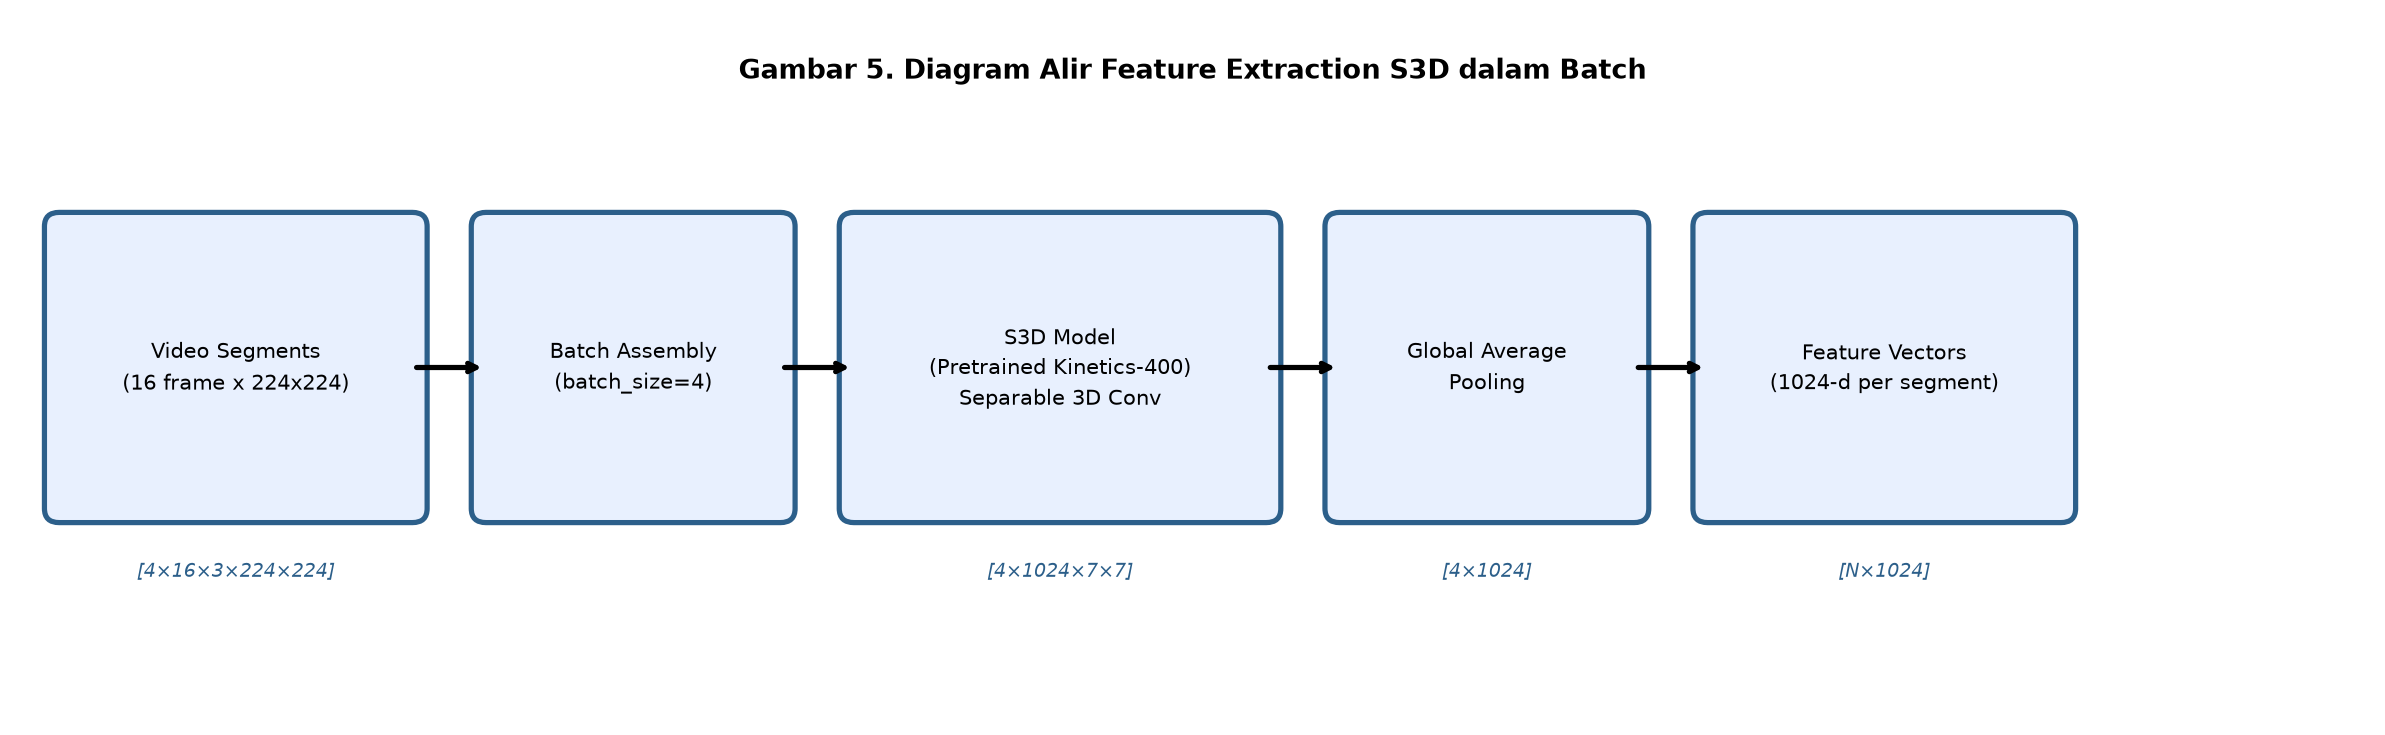 Gambar 5. Diagram Alir Feature Extraction S3D dalam Batch
Video Segments
(16 frame x 224x224)
Batch Assembly
(batch_size=4)
S3D Model
(Pretrained Kinetics-400)
Separable 3D Conv
Global Average
Pooling
Feature Vectors
(1024-d per segment)
[4×16×3×224×224]
[4×1024×7×7]
[4×1024]
[N×1024]